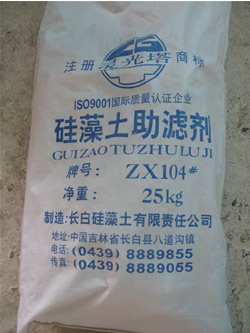 注册 灵光塔 商标
ISO9001国际质量认证企业
硅藻土助滤剂
GUIZAOTUZHULUJI
牌号: ZX104#
净重: 25kg
制造:长白硅藻土有限责任公司
地址:中国吉林省长白县八道沟镇
电话: (0439) 8889855
传真: (0439) 8889055